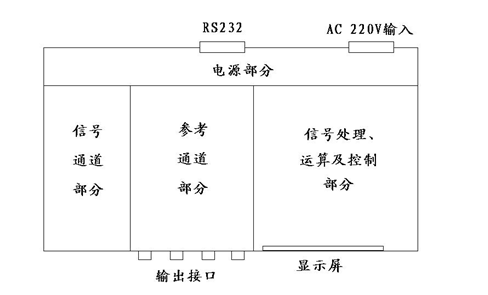 RS232
AC 220V输入
电源部分
信号
通道
部分
参考
通道
部分
信号处理、
运算及控制
部分
输出接口
显示屏